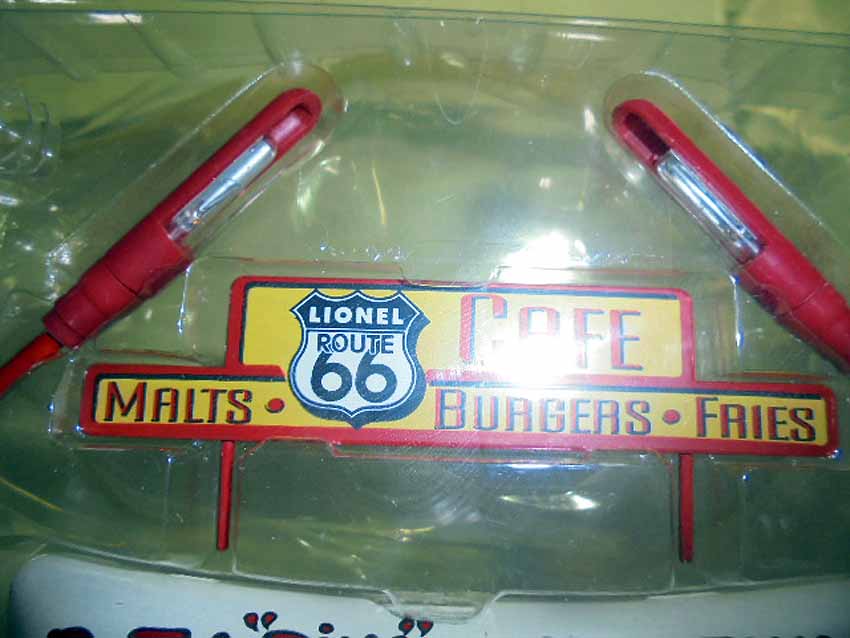 LIONEL
ROUTE
66
CAFE
MALTS • BURGERS • FRIES